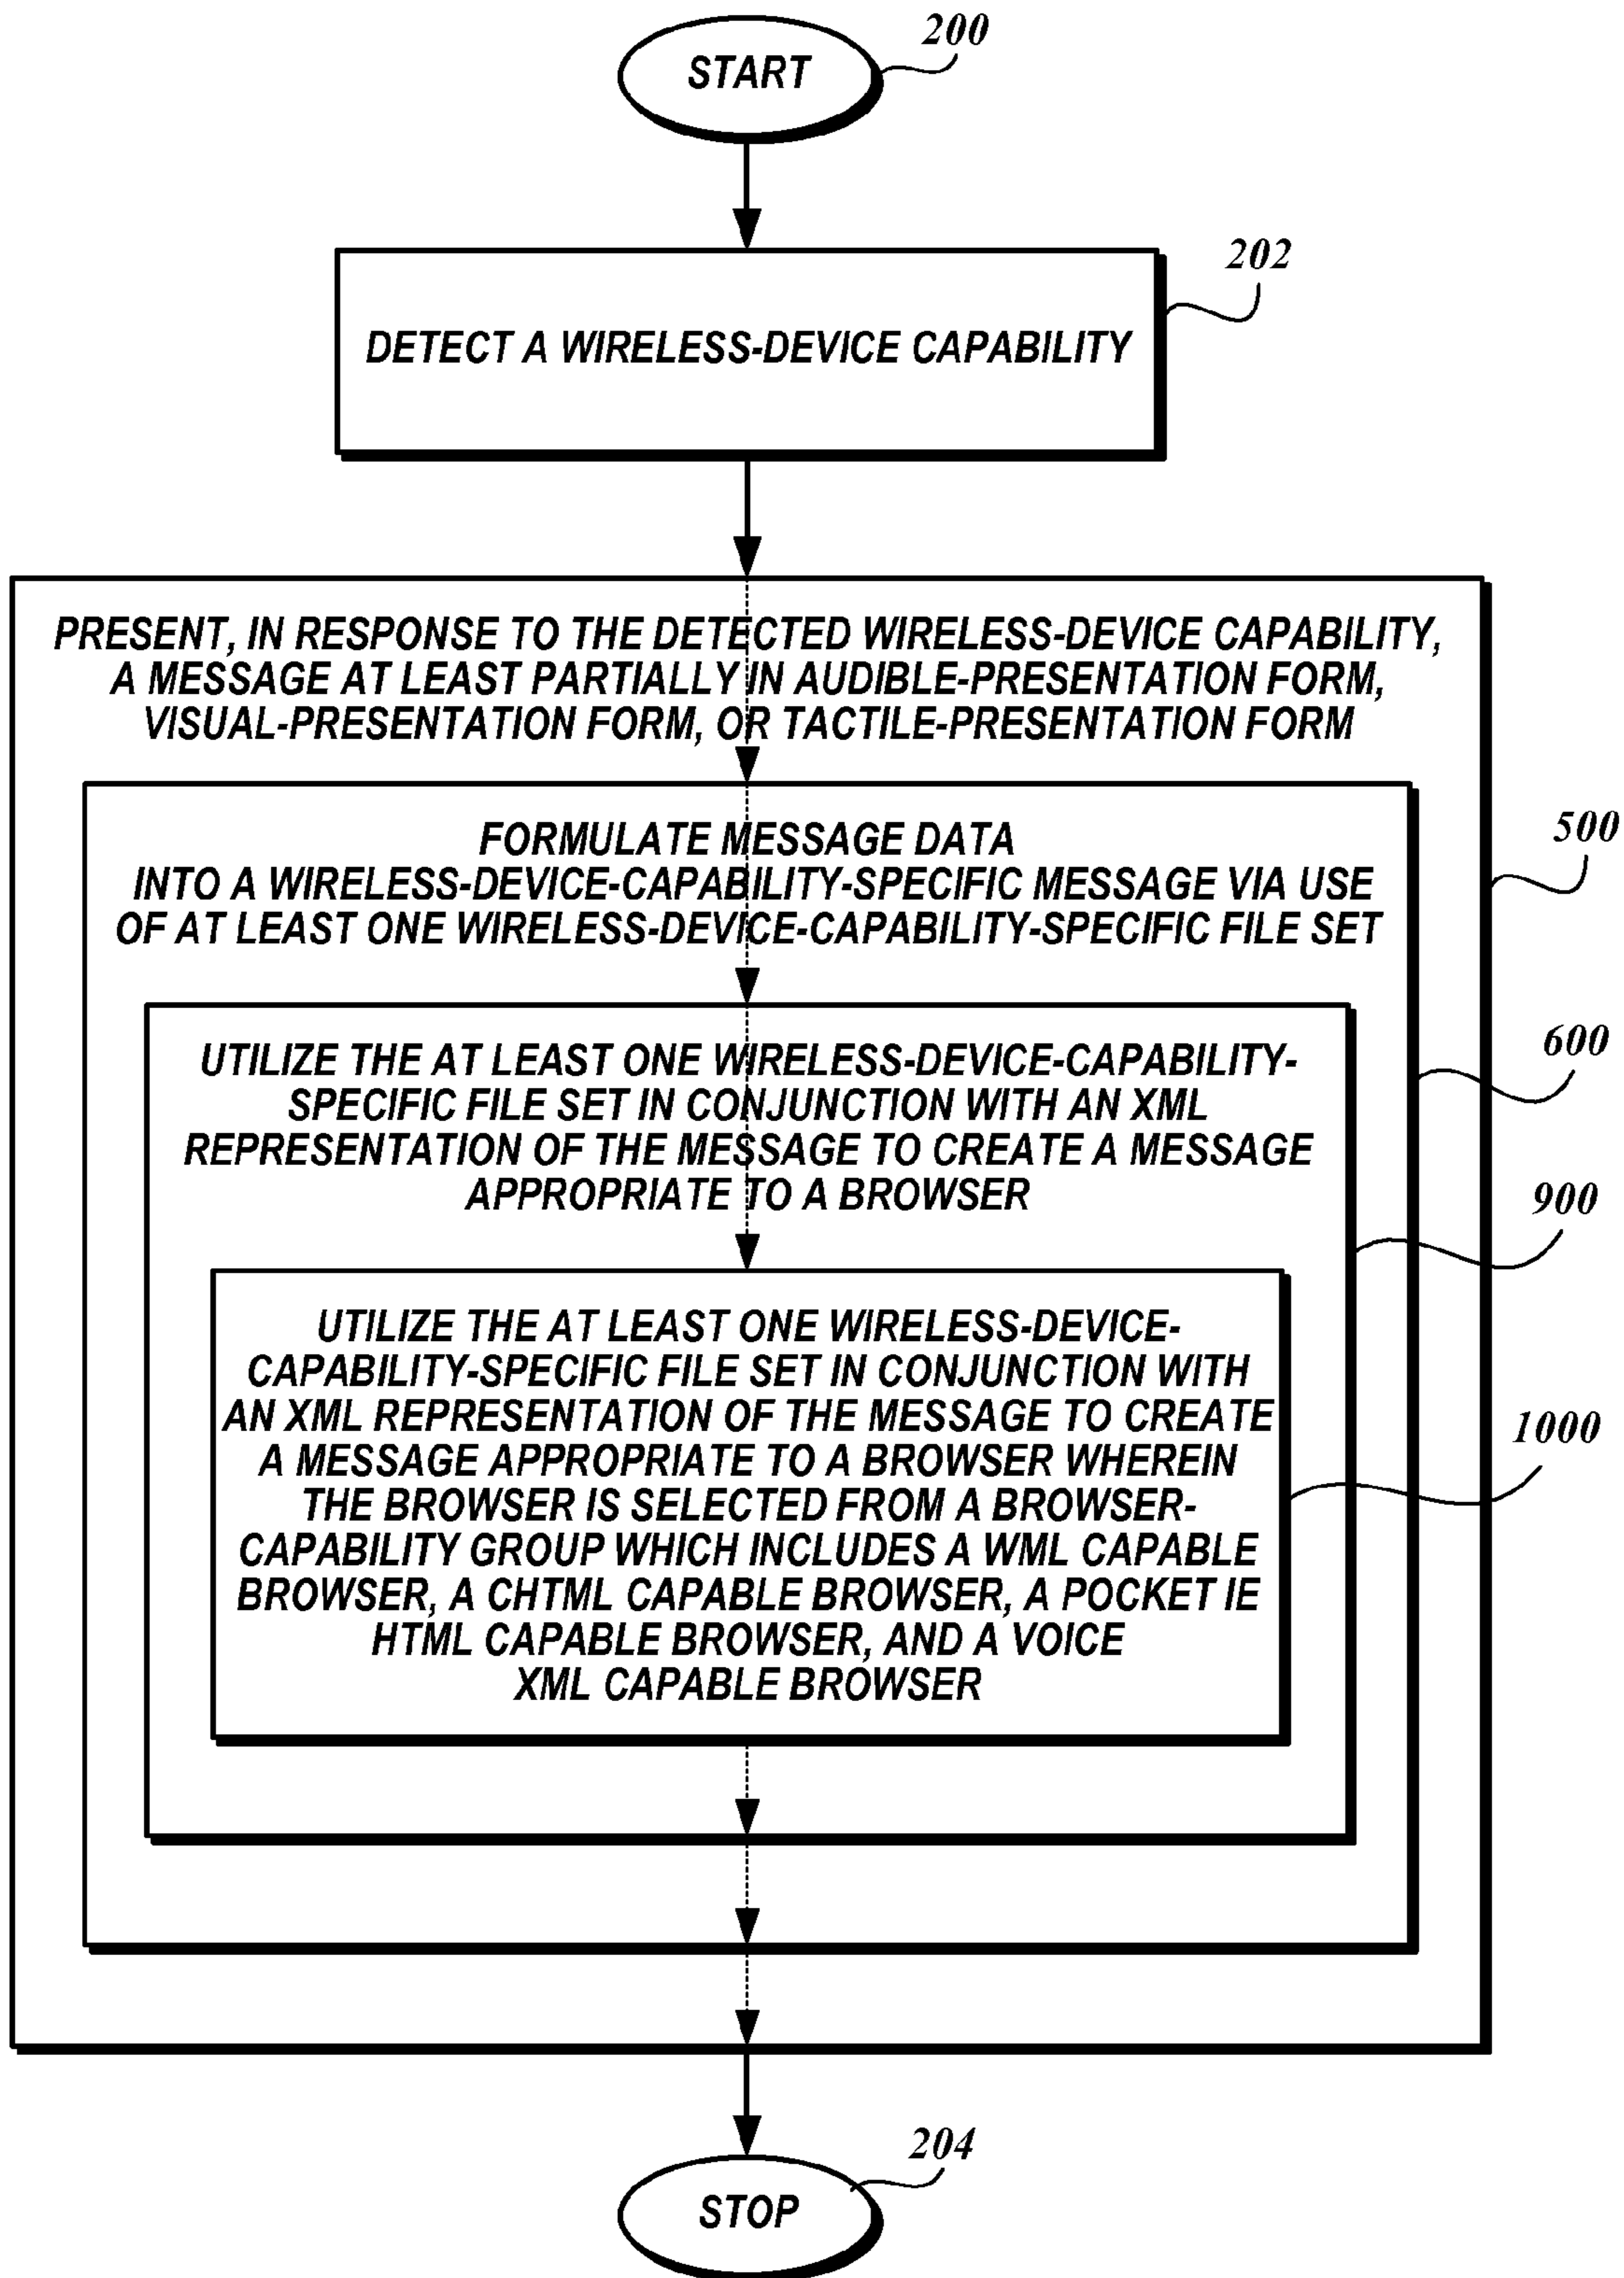 200
START
202
DETECT A WIRELESS-DEVICE CAPABILITY
PRESENT, IN RESPONSE TO THE DETECTED WIRELESS-DEVICE CAPABILITY,
A MESSAGE AT LEAST PARTIALLY IN AUDIBLE-PRESENTATION FORM,
VISUAL-PRESENTATION FORM, OR TACTILE-PRESENTATION FORM
500
FORMULATE MESSAGE DATA
INTO A WIRELESS-DEVICE-CAPABILITY-SPECIFIC MESSAGE VIA USE
OF AT LEAST ONE WIRELESS-DEVICE-CAPABILITY-SPECIFIC FILE SET
600
UTILIZE THE AT LEAST ONE WIRELESS-DEVICE-CAPABILITY-
SPECIFIC FILE SET IN CONJUNCTION WITH AN XML
REPRESENTATION OF THE MESSAGE TO CREATE A MESSAGE
APPROPRIATE TO A BROWSER
900
UTILIZE THE AT LEAST ONE WIRELESS-DEVICE-
CAPABILITY-SPECIFIC FILE SET IN CONJUNCTION WITH
AN XML REPRESENTATION OF THE MESSAGE TO CREATE
A MESSAGE APPROPRIATE TO A BROWSER WHEREIN
THE BROWSER IS SELECTED FROM A BROWSER-
CAPABILITY GROUP WHICH INCLUDES A WML CAPABLE
BROWSER, A CHTML CAPABLE BROWSER, A POCKET IE
HTML CAPABLE BROWSER, AND A VOICE
XML CAPABLE BROWSER
1000
204
STOP